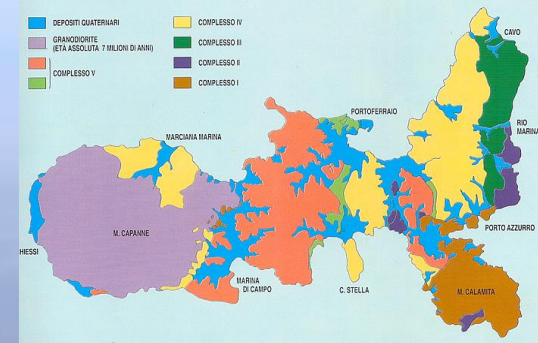 DEPOSITI QUATERNARI
GRANODIORITE
(ETÀ ASSOLUTA 7 MILIONI DI ANNI)
COMPLESSO V
COMPLESSO IV
COMPLESSO III
COMPLESSO II
COMPLESSO I
CAVO
PORTOFERRAIO
RIO
MARINA
MARCIANA MARINA
PORTO AZZURRO
M. CAPANNE
HIESSI
MARINA
DI CAMPO
C. STELLA
M. CALAMITA